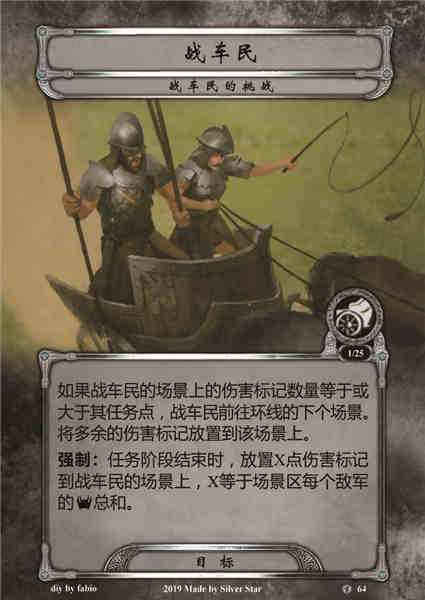 战车民
战车民的挑战
1/25
如果战车民的场景上的伤害标记数量等于或
大于其任务点，战车民前往环线的下个场景。
将多余的伤害标记放置到该场景上。
强制：任务阶段结束时，放置X点伤害标记
到战车民的场景上，X等于场景区每个敌军
的总和。
目标
diy by fabio
2019 Made by Silver Star
64